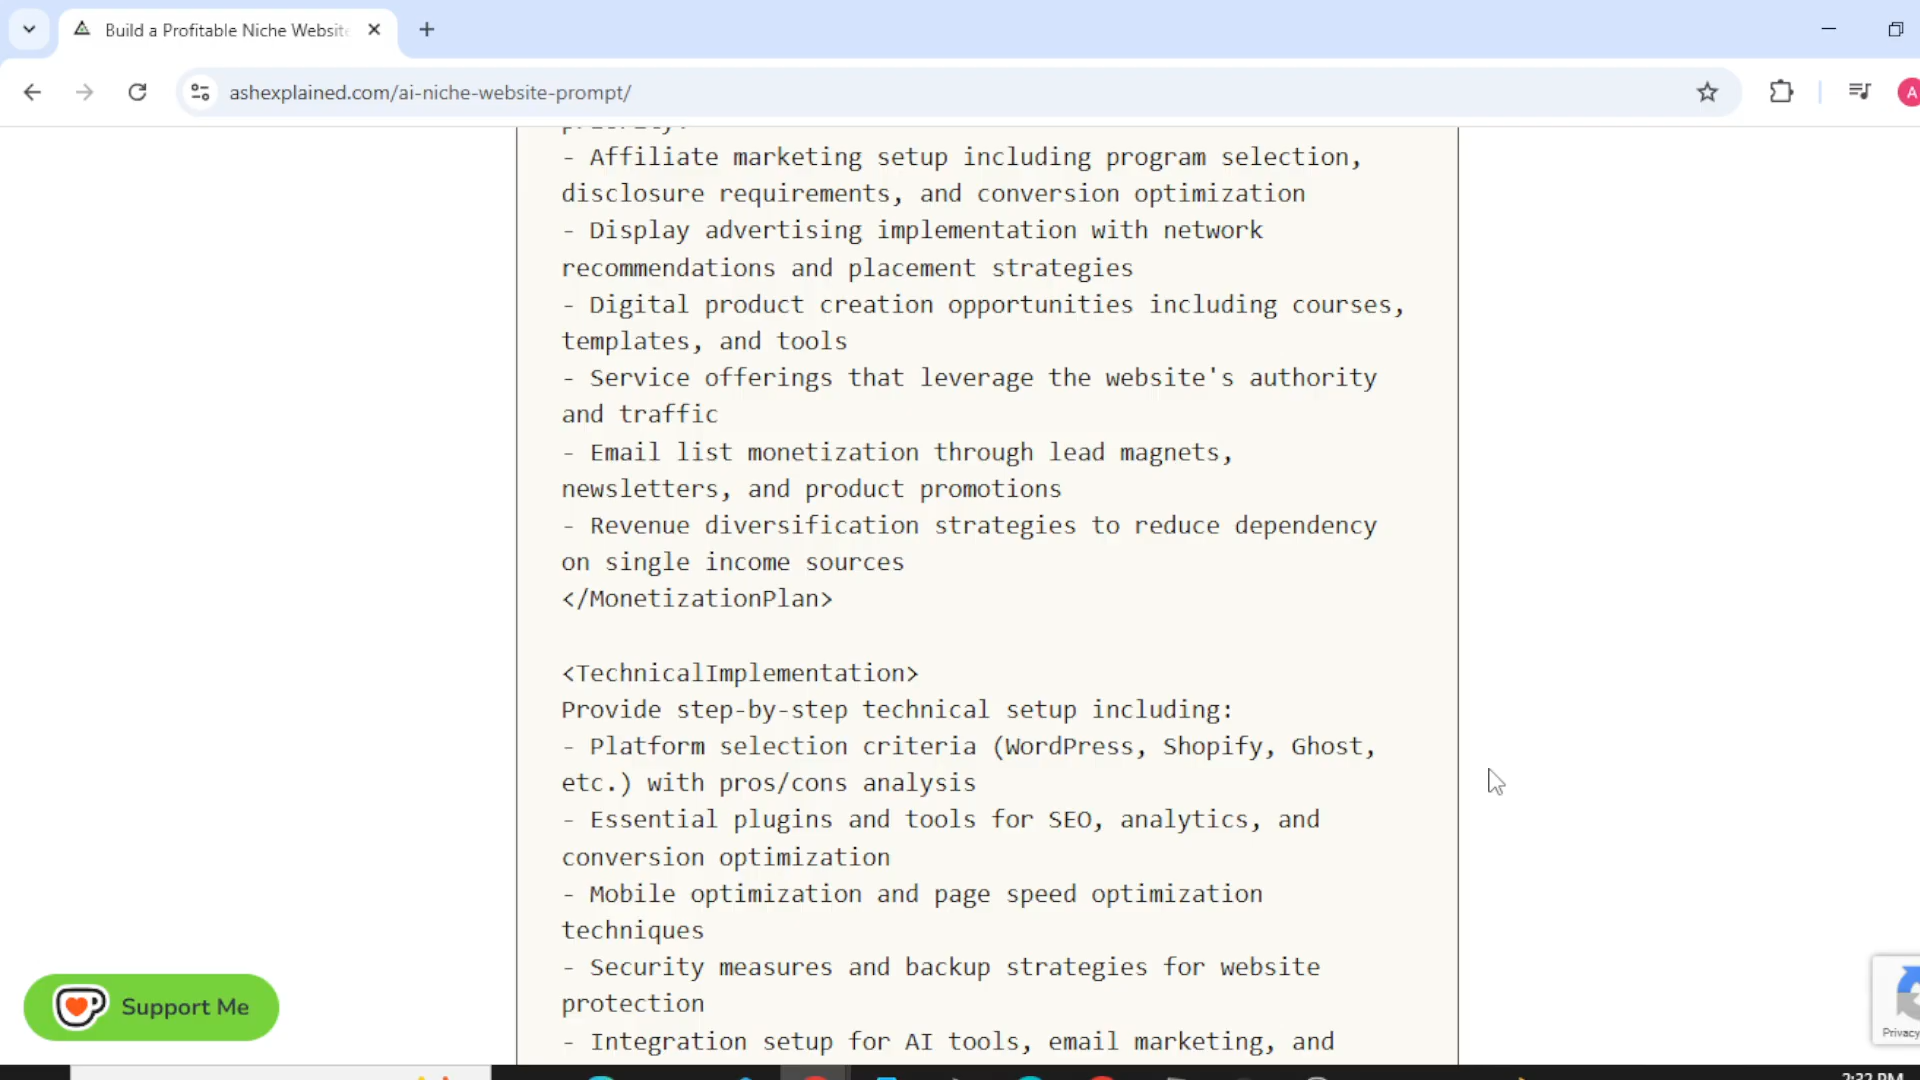 Build a Profitable Niche Website
ashexplained.com/ai-niche-website-prompt/
A
- Affiliate marketing setup including program selection,
disclosure requirements, and conversion optimization
- Display advertising implementation with network
recommendations and placement strategies
- Digital product creation opportunities including courses,
templates, and tools
- Service offerings that leverage the website's authority
and traffic
- Email list monetization through lead magnets,
newsletters, and product promotions
- Revenue diversification strategies to reduce dependency
on single income sources
</MonetizationPlan>
<TechnicalImplementation>
Provide step-by-step technical setup including:
- Platform selection criteria (WordPress, Shopify, Ghost,
etc.) with pros/cons analysis
- Essential plugins and tools for SEO, analytics, and
conversion optimization
- Mobile optimization and page speed optimization
techniques
- Security measures and backup strategies for website
protection
- Integration setup for AI tools, email marketing, and
Support Me
Privacy
2:32 PM